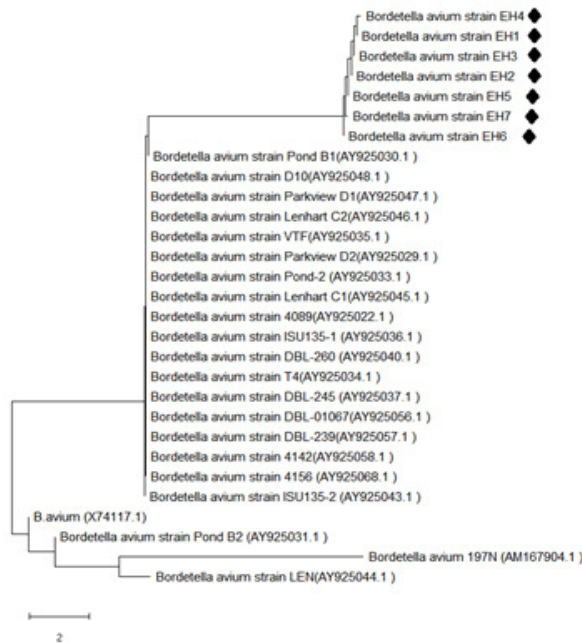 Bordetella avium strain EH4
Bordetella avium strain EH1
Bordetella avium strain EH3
Bordetella avium strain EH2
Bordetella avium strain EH5
Bordetella avium strain EH7
Bordetella avium strain EH6
Bordetella avium strain Pond B1(AY925030.1 )
Bordetella avium strain D10(AY925048.1 )
Bordetella avium strain Parkview D1(AY925047.1 )
Bordetella avium strain Lenhart C2(AY925046.1 )
Bordetella avium strain VTF(AY925035.1 )
Bordetella avium strain Parkview D2(AY925029.1 )
Bordetella avium strain Pond-2 (AY925033.1 )
Bordetella avium strain Lenhart C1(AY925045.1 )
Bordetella avium strain 4089(AY925022.1 )
Bordetella avium strain ISU135-1 (AY925036.1 )
Bordetella avium strain DBL-260 (AY925040.1 )
Bordetella avium strain T4(AY925034.1 )
Bordetella avium strain DBL-245 (AY925037.1 )
Bordetella avium strain DBL-01067(AY925056.1 )
Bordetella avium strain DBL-239(AY925057.1 )
Bordetella avium strain 4142(AY925058.1 )
Bordetella avium strain 4156 (AY925068.1 )
Bordetella avium strain ISU135-2 (AY925043.1 )
B.avium (X74117.1)
Bordetella avium strain Pond B2 (AY925031.1 )
Bordetella avium 197N (AM167904.1 )
Bordetella avium strain LEN(AY925044.1 )
2